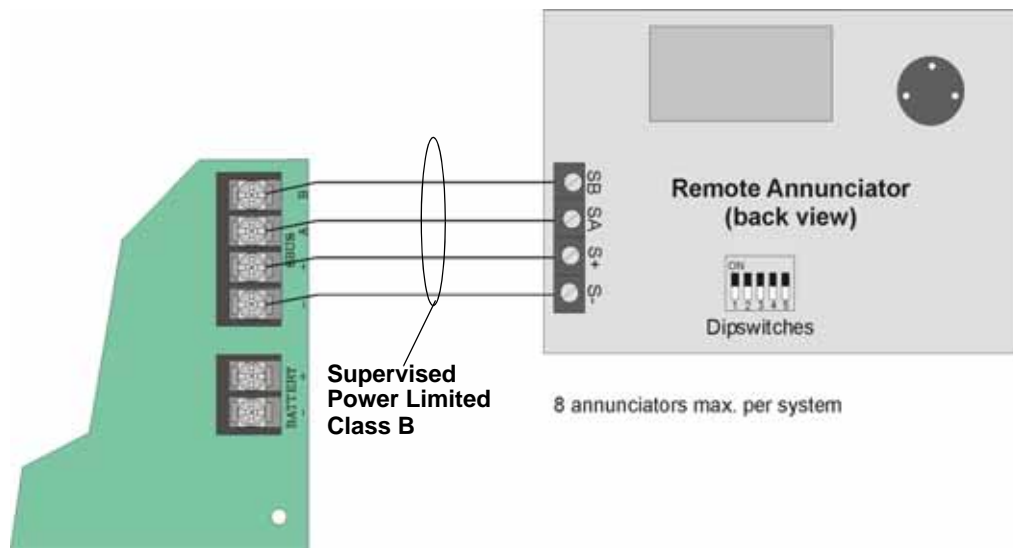 B
A
SBUS
+
-
BATTERY
+
-
SB
SA
S+
S-
Remote Annunciator
(back view)
ON
1 2 3 4 5
Dipswitches
Supervised
Power Limited
Class B
8 annunciators max. per system